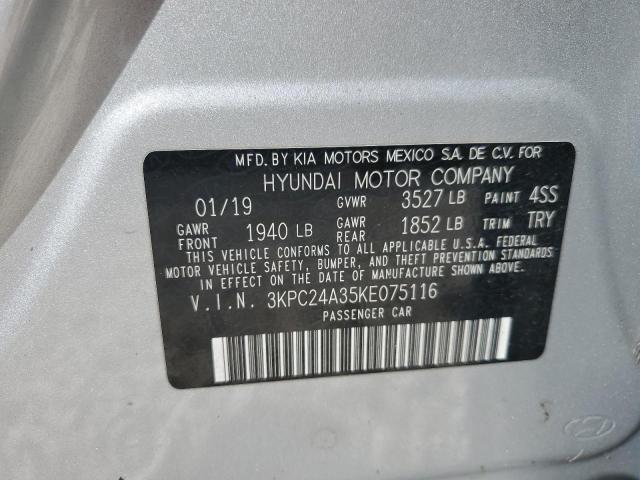 MFD. BY KIA MOTORS MEXICO S.A. DE C.V. FOR
HYUNDAI MOTOR COMPANY
01/19 GVWR 3527 LB PAINT 4SS
GAWR FRONT 1940 LB GAWR REAR 1852 LB TRIM TRY
THIS VEHICLE CONFORMS TO ALL APPLICABLE U.S.A. FEDERAL
MOTOR VEHICLE SAFETY, BUMPER, AND THEFT PREVENTION STANDARDS
IN EFFECT ON THE DATE OF MANUFACTURE SHOWN ABOVE.
V.I.N. 3KPC24A35KE075116
PASSENGER CAR